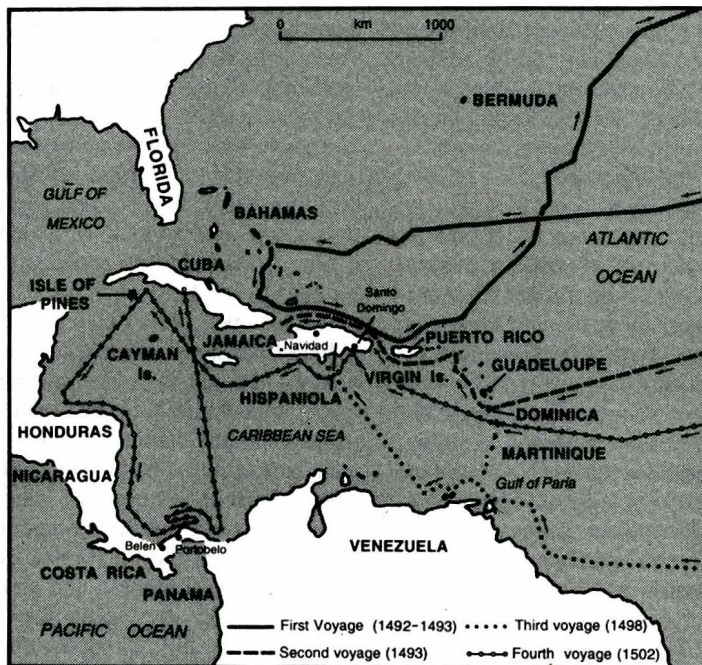 0 km 1000
BERMUDA
FLORIDA
GULF OF
MEXICO
BAHAMAS
ATLANTIC
OCEAN
CUBA
ISLE OF
PINES
Santo
Domingo
JAMAICA
Navidad
PUERTO RICO
CAYMAN
Is.
VIRGIN Is.
GUADELOUPE
HISPANIOLA
DOMINICA
HONDURAS
CARIBBEAN SEA
MARTINIQUE
NICARAGUA
Gulf of Paria
Belen
Portobelo
VENEZUELA
COSTA RICA
PANAMA
PACIFIC OCEAN
First Voyage (1492-1493)
Third voyage (1498)
Second voyage (1493)
Fourth voyage (1502)